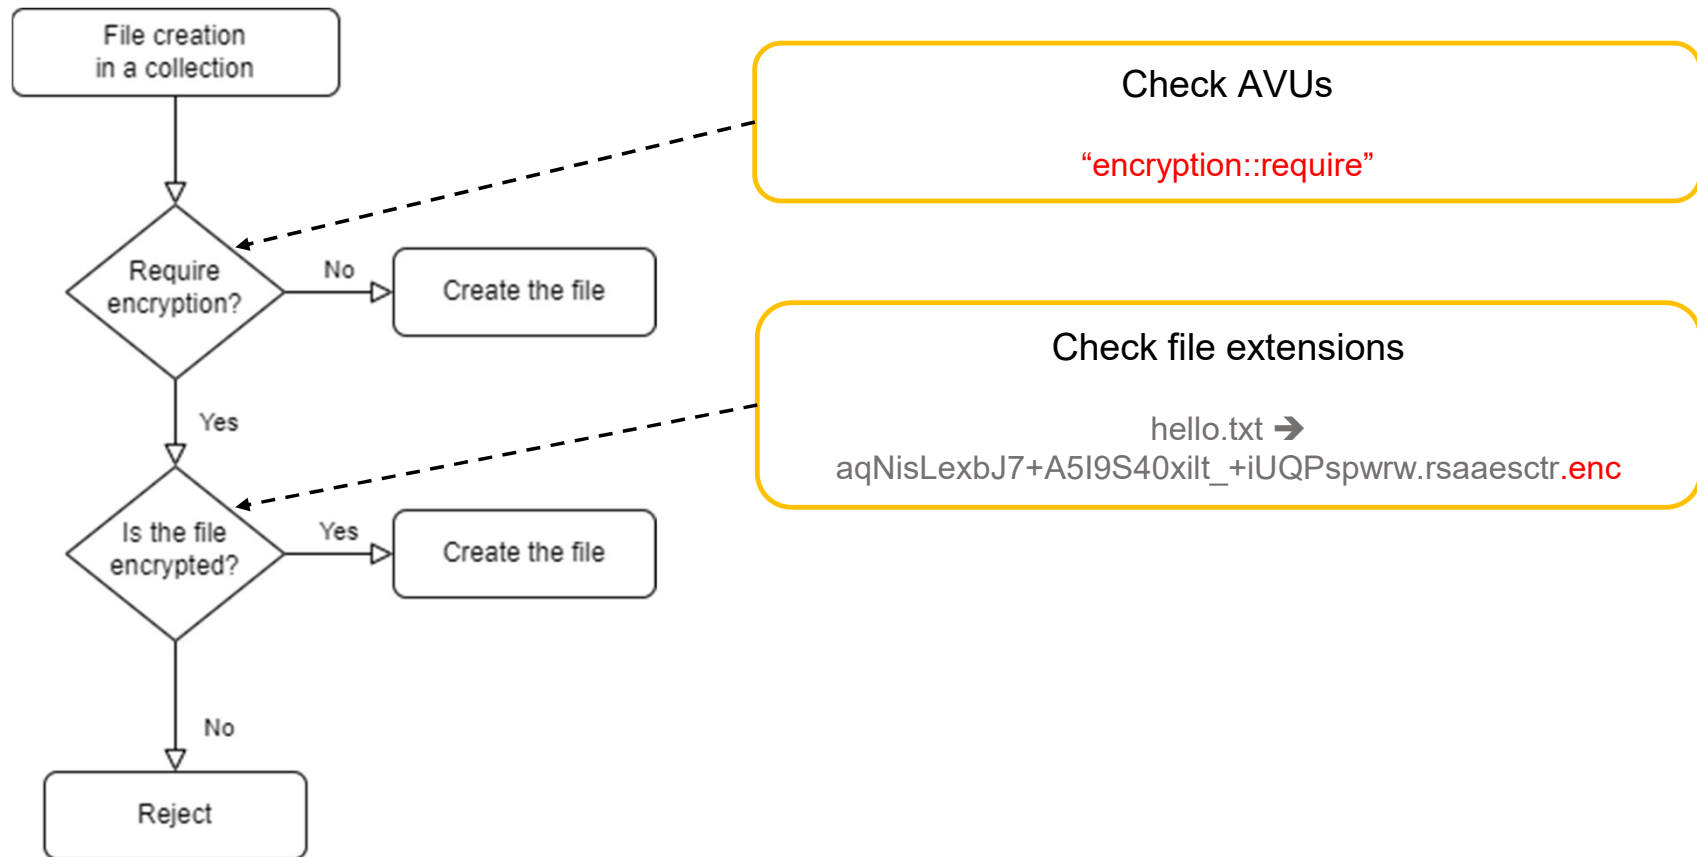 File creation
in a collection
Check AVUs
“encryption::require”
Require
encryption?
No
Create the file
Check file extensions
hello.txt ➔
aqNisLexbJ7+A5I9S40xilt_+iUQPspwrw.rsaaesctr.enc
Yes
Is the file
encrypted?
Yes
Create the file
No
Reject